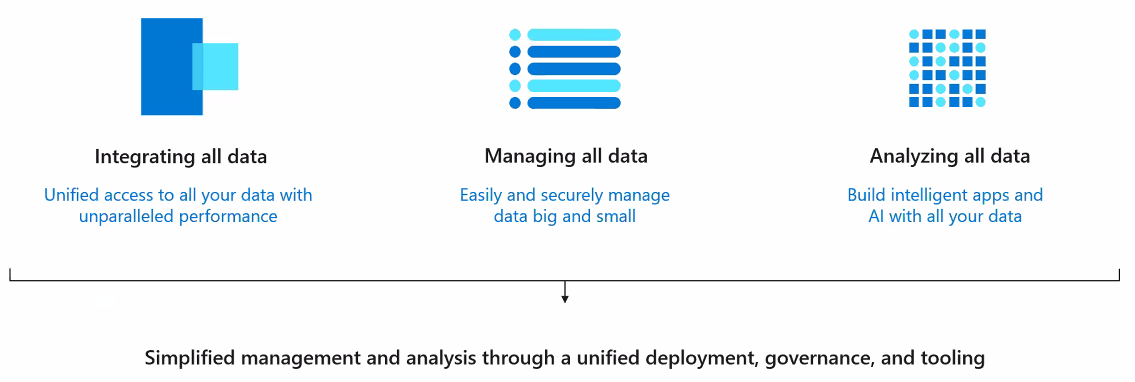 Integrating all data
Unified access to all your data with
unparalleled performance
Managing all data
Easily and securely manage
data big and small
Analyzing all data
Build intelligent apps and
AI with all your data
Simplified management and analysis through a unified deployment, governance, and tooling